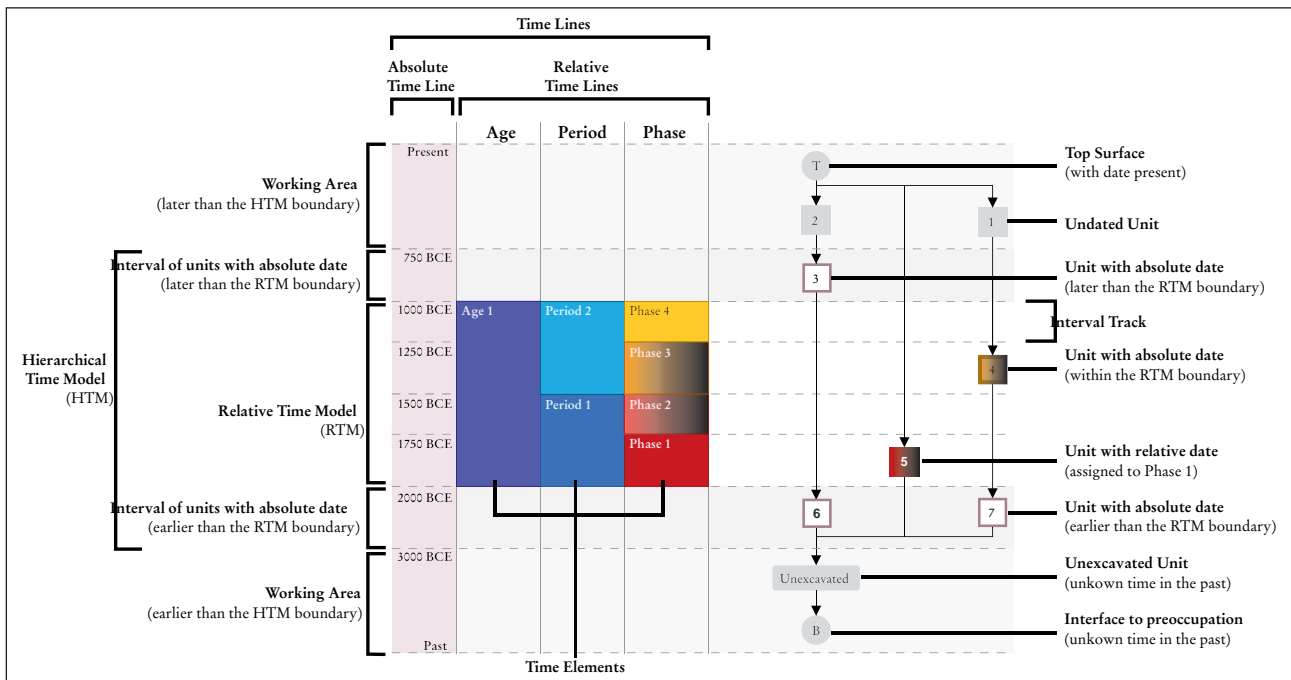 Time Lines
Absolute
Time Line
Relative
Time Lines
Age
Period
Phase
Present
Working Area
(later than the HTM boundary)
750 BCE
Interval of units with absolute date
(later than the RTM boundary)
1000 BCE
Age 1
Period 2
Phase 4
1250 BCE
Phase 3
Hierarchical
Time Model
(HTM)
Relative Time Model
(RTM)
1500 BCE
Period 1
Phase 2
1750 BCE
Phase 1
2000 BCE
Interval of units with absolute date
(earlier than the RTM boundary)
3000 BCE
Working Area
(earlier than the HTM boundary)
Past
Time Elements
T
2
1
3
4
5
6
7
Unexcavated
B
Top Surface
(with date present)
Undated Unit
Unit with absolute date
(later than the RTM boundary)
Interval Track
Unit with absolute date
(within the RTM boundary)
Unit with relative date
(assigned to Phase 1)
Unit with absolute date
(earlier than the RTM boundary)
Unexcavated Unit
(unkown time in the past)
Interface to preoccupation
(unkown time in the past)